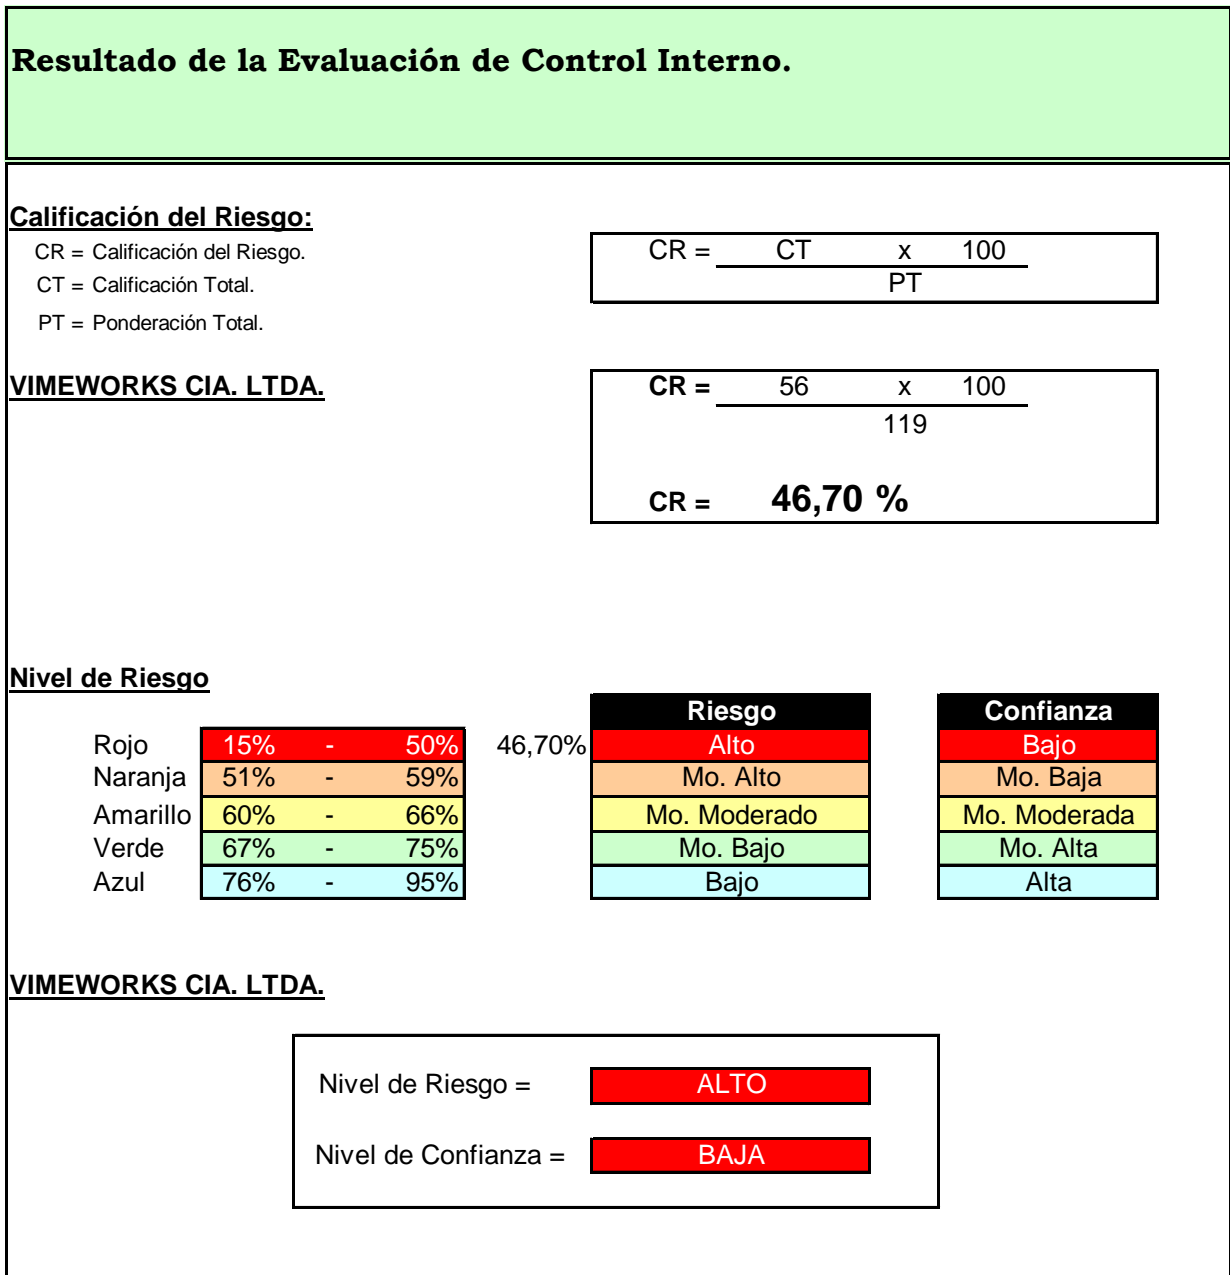 Resultado de la Evaluación de Control Interno.
Calificación del Riesgo:
CR = Calificación del Riesgo.
CT = Calificación Total.
PT = Ponderación Total.
CR = CT x 100
PT
VIMEWORKS CIA. LTDA.
CR = 56 x 100
119
CR = 46,70 %
Nivel de Riesgo
Riesgo Confianza
Rojo 15% - 50% 46,70% Alto Bajo
Naranja 51% - 59% Mo. Alto Mo. Baja
Amarillo 60% - 66% Mo. Moderado Mo. Moderada
Verde 67% - 75% Mo. Bajo Mo. Alta
Azul 76% - 95% Bajo Alta
VIMEWORKS CIA. LTDA.
Nivel de Riesgo = ALTO
Nivel de Confianza = BAJA